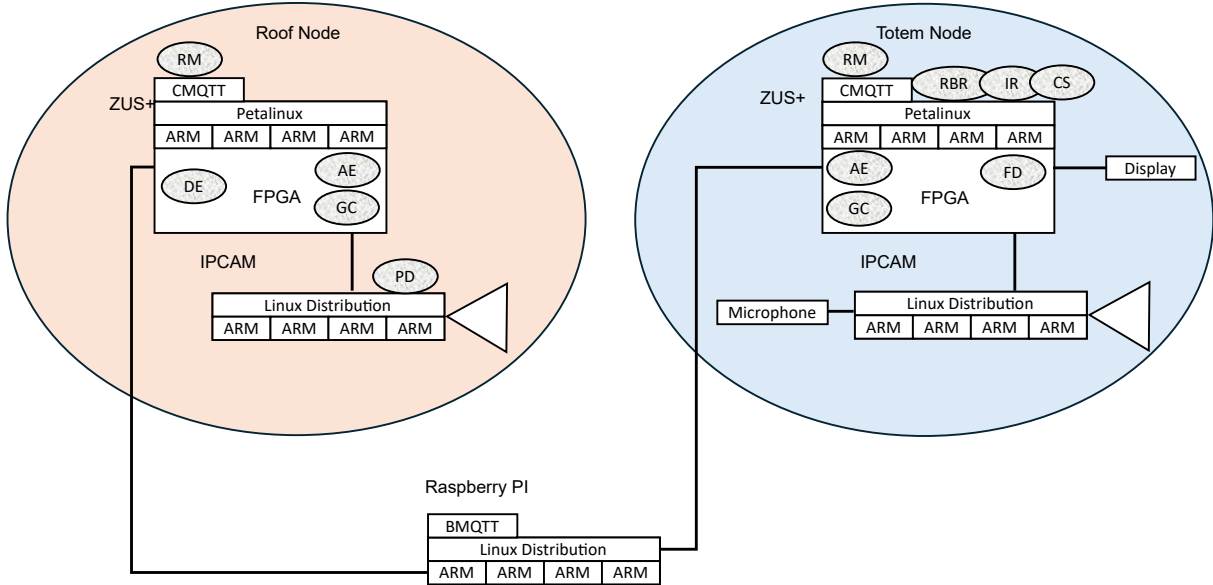 Roof Node
RM
ZUS+
CMQTT
Petalinux
ARM ARM ARM ARM
DE
AE
FPGA
GC
IPCAM
PD
Linux Distribution
ARM ARM ARM ARM
Totem Node
RM
ZUS+
CMQTT
RBR
IR
CS
Petalinux
ARM ARM ARM ARM
AE
FD
Display
GC
FPGA
IPCAM
Microphone
Linux Distribution
ARM ARM ARM ARM
Raspberry PI
BMQTT
Linux Distribution
ARM ARM ARM ARM